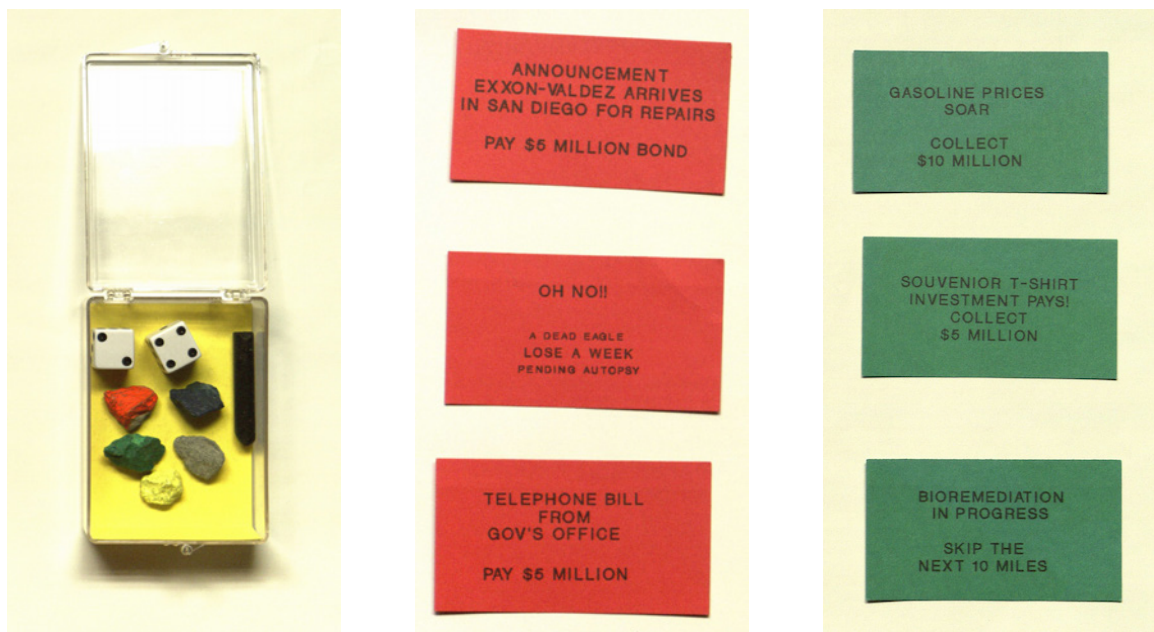 ANNOUNCEMENT
EXXON-VALDEZ ARRIVES
IN SAN DIEGO FOR REPAIRS
PAY $5 MILLION BOND
OH NO!!
A DEAD EAGLE
LOSE A WEEK
PENDING AUTOPSY
TELEPHONE BILL
FROM
GOV'S OFFICE
PAY $5 MILLION
GASOLINE PRICES
SOAR
COLLECT
$10 MILLION
SOUVENIOR T-SHIRT
INVESTMENT PAYS!
COLLECT
$5 MILLION
BIOREMEDIATION
IN PROGRESS
SKIP THE
NEXT 10 MILES